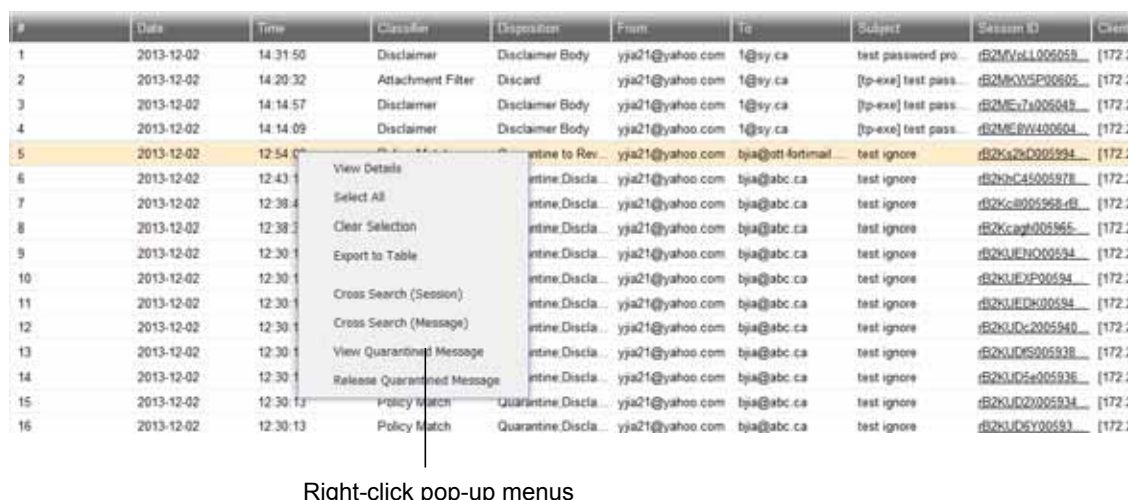 # Date Time Classifier Disposition From To Subject Session ID Client
1 2013-12-02 14:31:50 Disclaimer Disclaimer Body yjia21@yahoo.com 1@sy.ca test password pro...
2 2013-12-02 14:20:32 Attachment Filter Discard yjia21@yahoo.com 1@sy.ca [tp-exe] test pass...
3 2013-12-02 14:14:57 Disclaimer Disclaimer Body yjia21@yahoo.com 1@sy.ca [tp-exe] test pass...
4 2013-12-02 14:14:09 Disclaimer Disclaimer Body yjia21@yahoo.com 1@sy.ca [tp-exe] test pass...
5 2013-12-02 12:54 yjia21@yahoo.com bjia@ott-fortimail... test ignore
6 2013-12-02 12:43 yjia21@yahoo.com bjia@abc.ca test ignore
7 2013-12-02 12:38 yjia21@yahoo.com bjia@abc.ca test ignore
8 2013-12-02 12:38 yjia21@yahoo.com bjia@abc.ca test ignore
9 2013-12-02 12:30 yjia21@yahoo.com bjia@abc.ca test ignore
10 2013-12-02 12:30 yjia21@yahoo.com bjia@abc.ca test ignore
11 2013-12-02 12:30 yjia21@yahoo.com bjia@abc.ca test ignore
12 2013-12-02 12:30 yjia21@yahoo.com bjia@abc.ca test ignore
13 2013-12-02 12:30 yjia21@yahoo.com bjia@abc.ca test ignore
14 2013-12-02 12:30 yjia21@yahoo.com bjia@abc.ca test ignore
15 2013-12-02 12:30:13 Policy Match Quarantine;Discla... yjia21@yahoo.com bjia@abc.ca test ignore
16 2013-12-02 12:30:13 Policy Match Quarantine;Discla... yjia21@yahoo.com bjia@abc.ca test ignore
View Details
Select All
Clear Selection
Export to Table
Cross Search (Session)
Cross Search (Message)
View Quarantined Message
Release Quarantined Message
Right-click pop-up menus